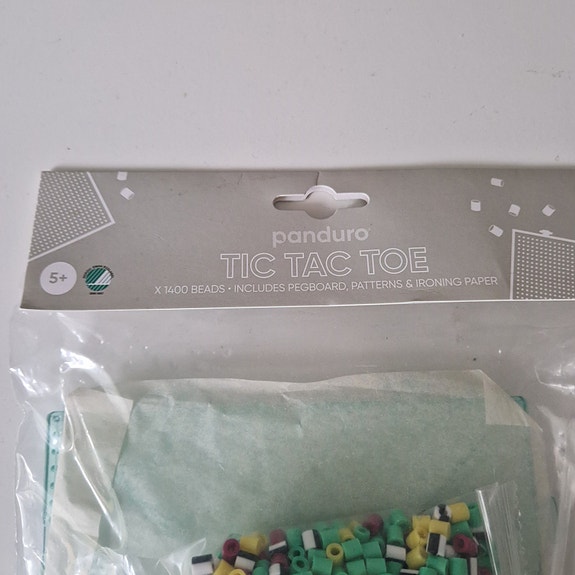 panduro
TIC TAC TOE
5+
X 1400 BEADS • INCLUDES PEGBOARD, PATTERNS & IRONING PAPER